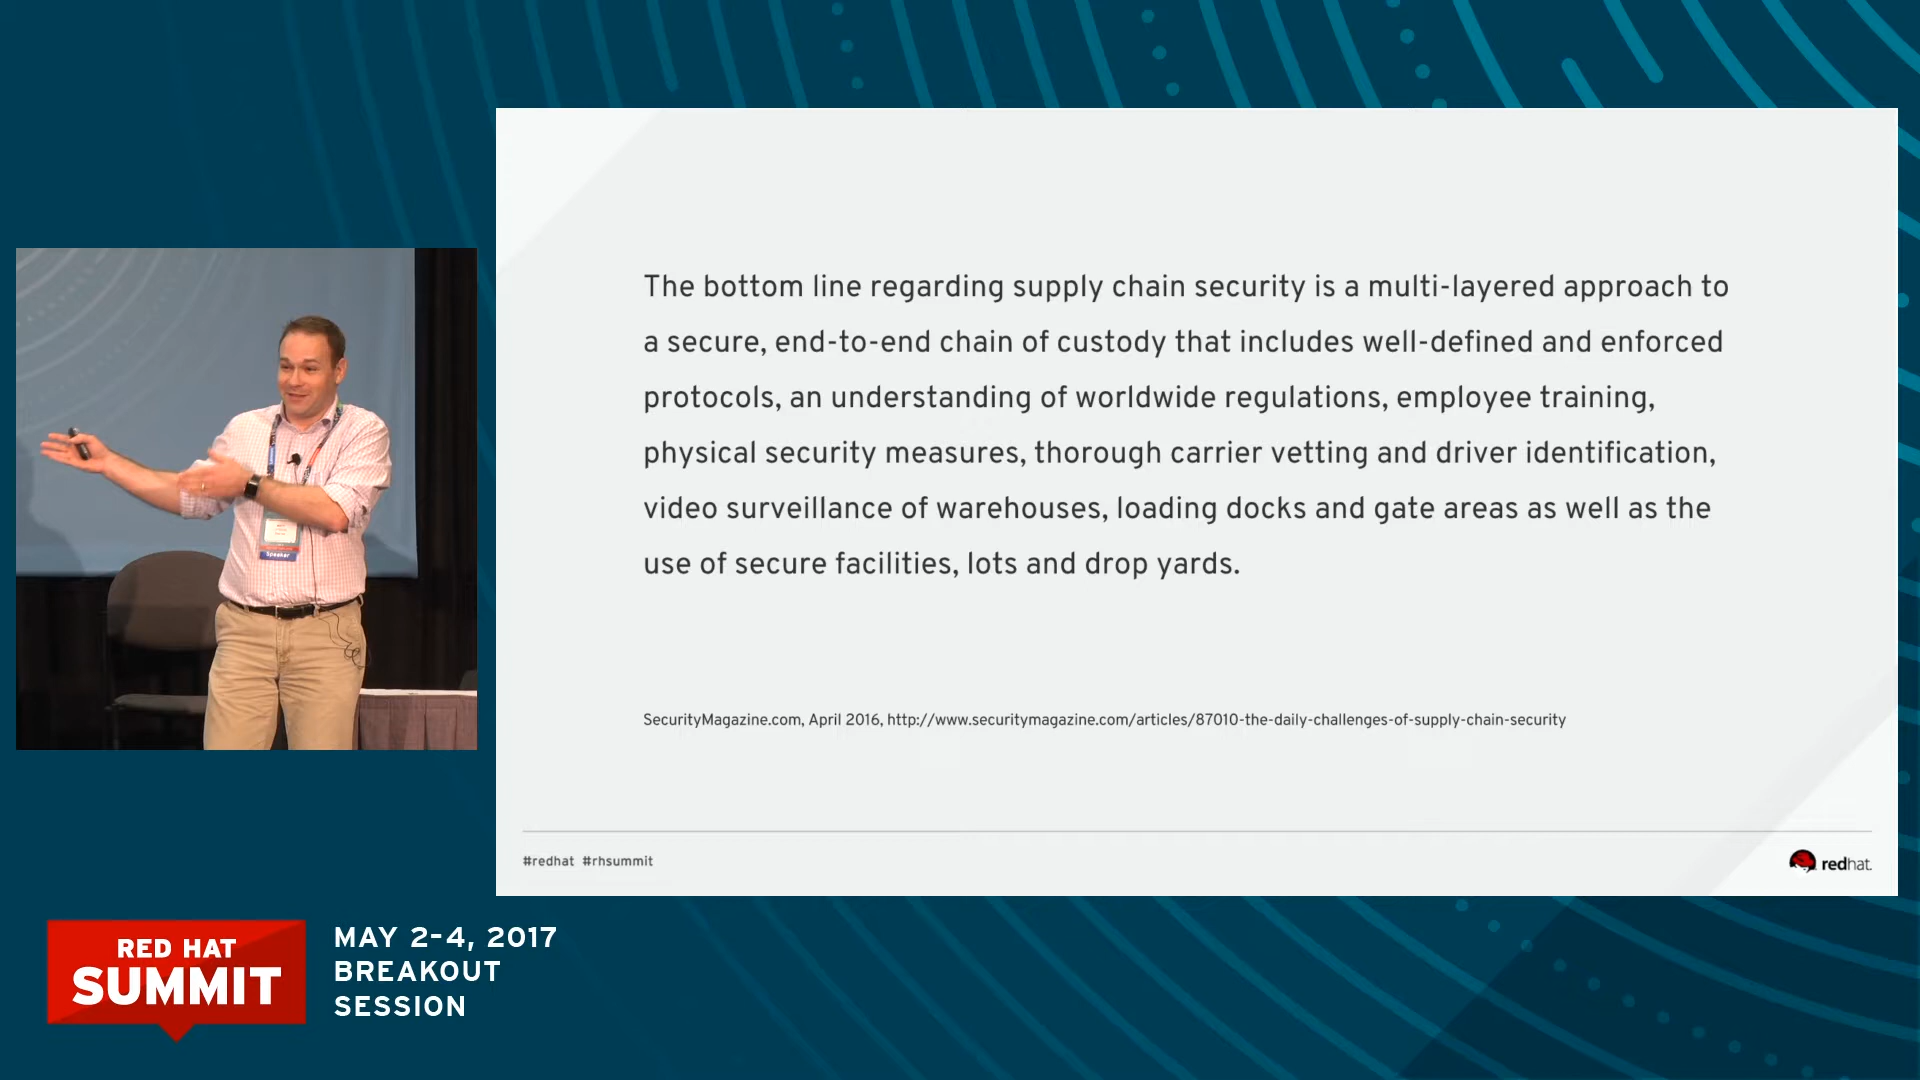 The bottom line regarding supply chain security is a multi-layered approach to
a secure, end-to-end chain of custody that includes well-defined and enforced
protocols, an understanding of worldwide regulations, employee training,
physical security measures, thorough carrier vetting and driver identification,
video surveillance of warehouses, loading docks and gate areas as well as the
use of secure facilities, lots and drop yards.
SecurityMagazine.com, April 2016, http://www.securitymagazine.com/articles/87010-the-daily-challenges-of-supply-chain-security
#redhat #rhsummit
redhat.
Speaker
RED HAT
SUMMIT
MAY 2-4, 2017
BREAKOUT
SESSION